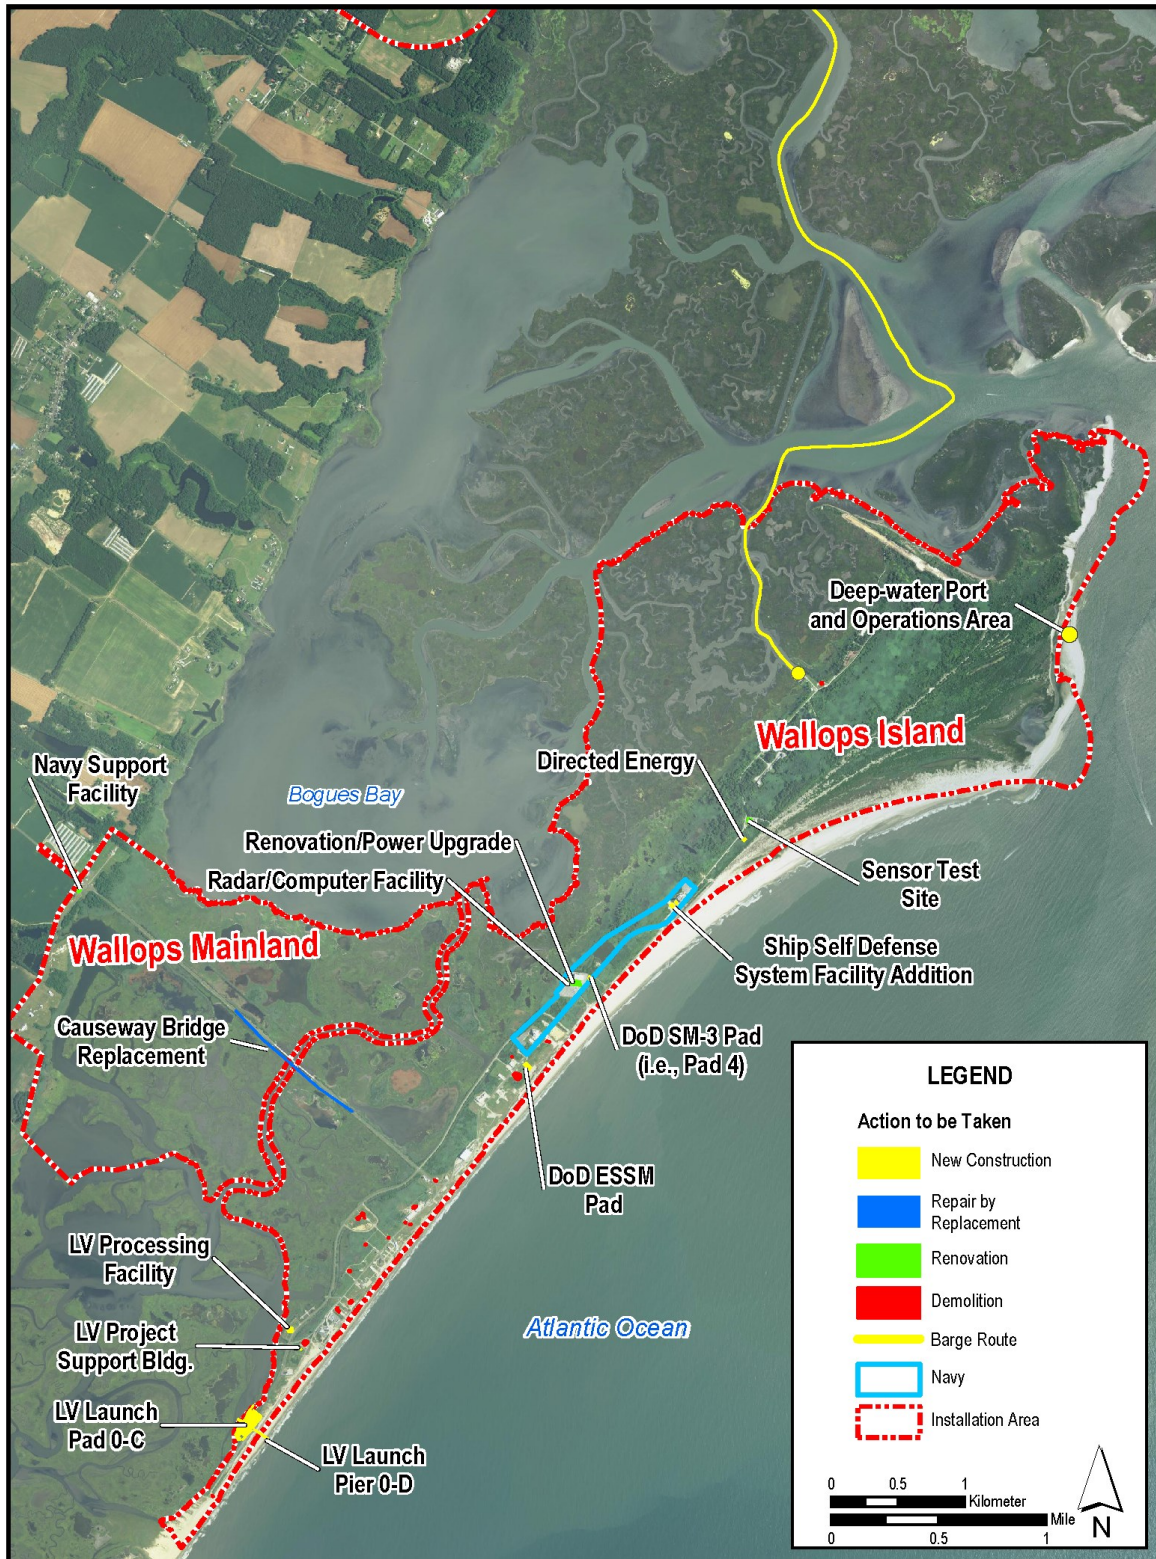 Deep-water Port
and Operations Area
Wallops Island
Directed Energy
Navy Support
Facility
Bogues Bay
Renovation/Power Upgrade
Radar/Computer Facility
Sensor Test
Site
Wallops Mainland
Ship Self Defense
System Facility Addition
Causeway Bridge
Replacement
DoD SM-3 Pad
(i.e., Pad 4)
DoD ESSM
Pad
LV Processing
Facility
LV Project
Support Bldg.
Atlantic Ocean
LV Launch
Pad 0-C
LV Launch
Pier 0-D
LEGEND
Action to be Taken
New Construction
Repair by
Replacement
Renovation
Demolition
Barge Route
Navy
Installation Area
0 0.5 1
Kilometer
Mile
0 0.5 1
N